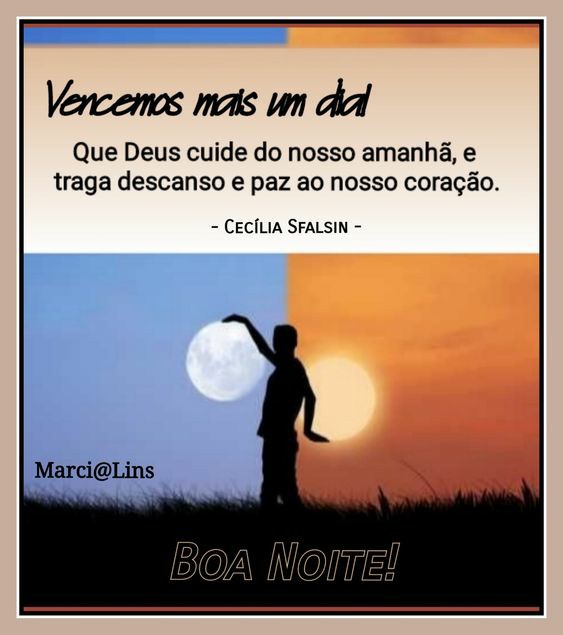 Vencemos mais um dia!
Que Deus cuide do nosso amanhã, e
traga descanso e paz ao nosso coração.
- Cecília Sfalsin -
Marci@Lins
Boa Noite!